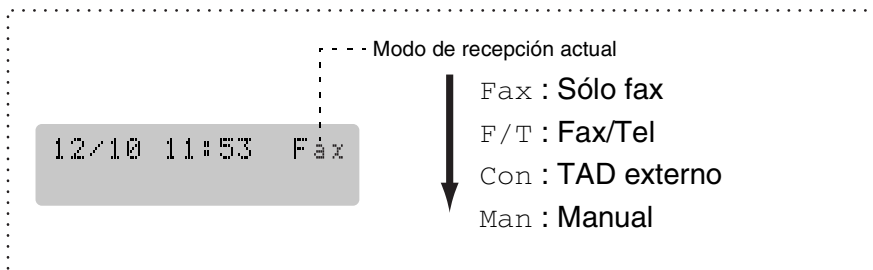 Modo de recepción actual
12/10 11:53 Fax
Fax : Sólo fax
F/T : Fax/Tel
Con : TAD externo
Man : Manual